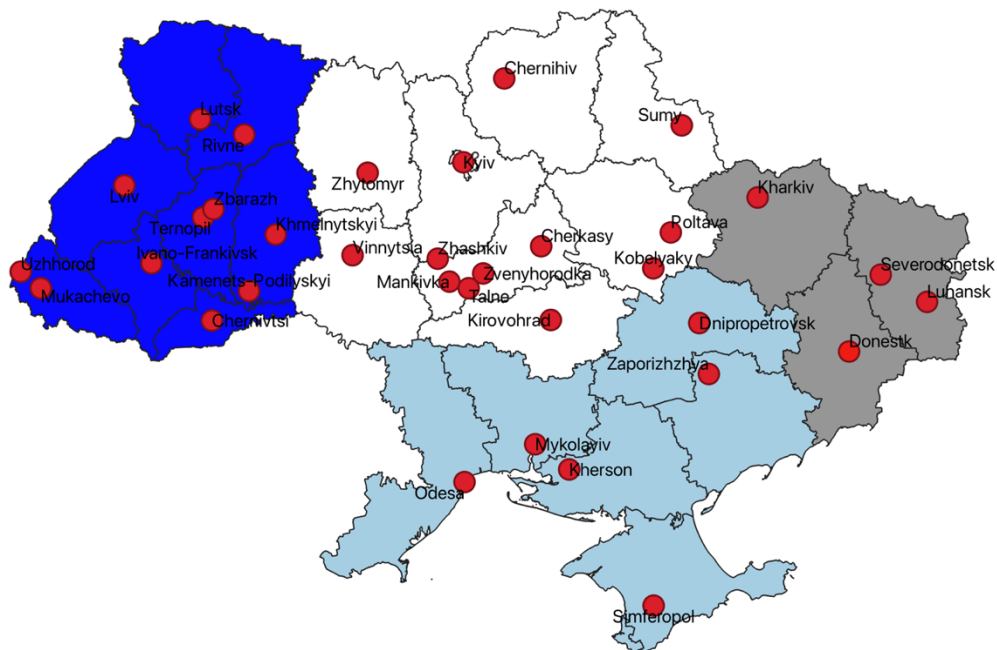 Chernihiv
Lutsk
Sumy
Rivne
Kyiv
Zhytomyr
Lviv
Kharkiv
Zbarazh
Ternopil
Khmelnytskyi
Poltava
Cherkasy
Vinnytsia
Ivano-Frankivsk
Zhashkiv
Kobelyaky
Uzhhorod
Severodonetsk
Zvenyhorodka
Kamenets-Podilyskyi
Mankivka
Mukachevo
Talne
Luhansk
Chernivtsi
Kirovohrad
Dnipropetrovsk
Donestk
Zaporizhzhya
Mykolayiv
Kherson
Odesa
Simferopol